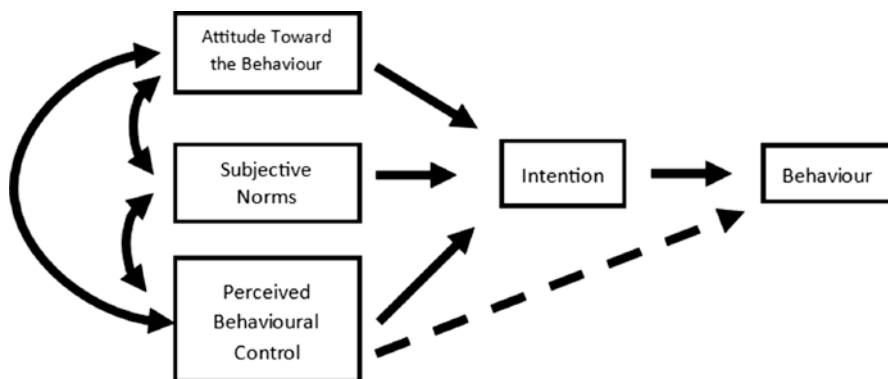 Attitude Toward
the Behaviour
Subjective
Norms
Perceived
Behavioural
Control
Intention
Behaviour